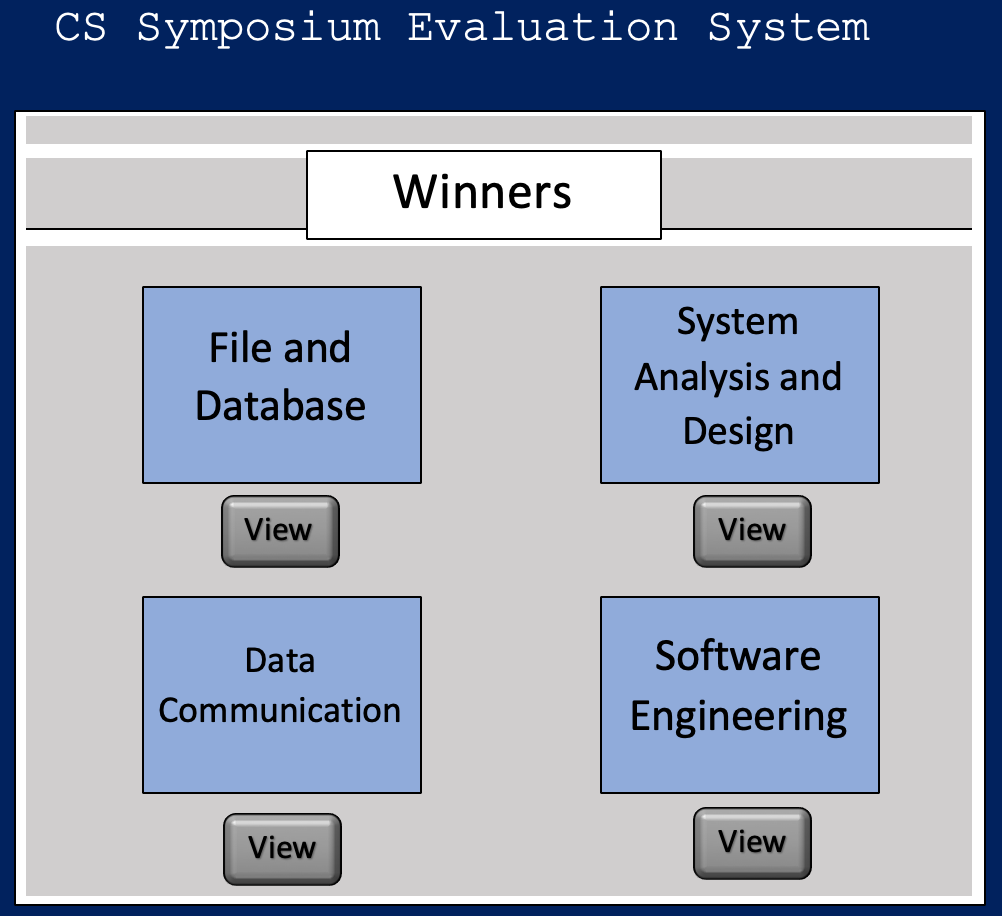 CS Symposium Evaluation System
Winners
File and
Database
View
System
Analysis and
Design
View
Data
Communication
View
Software
Engineering
View